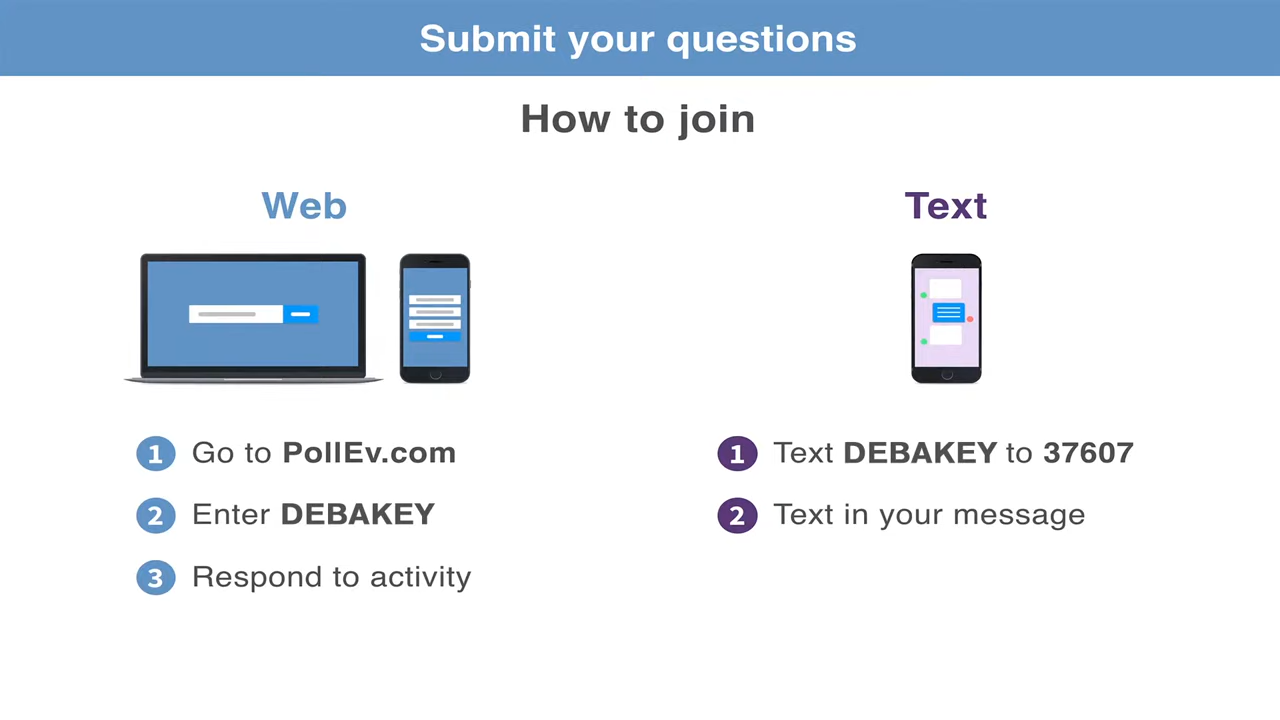 Submit your questions
How to join
Web
1 Go to PollEv.com
2 Enter DEBAKEY
3 Respond to activity
Text
1 Text DEBAKEY to 37607
2 Text in your message